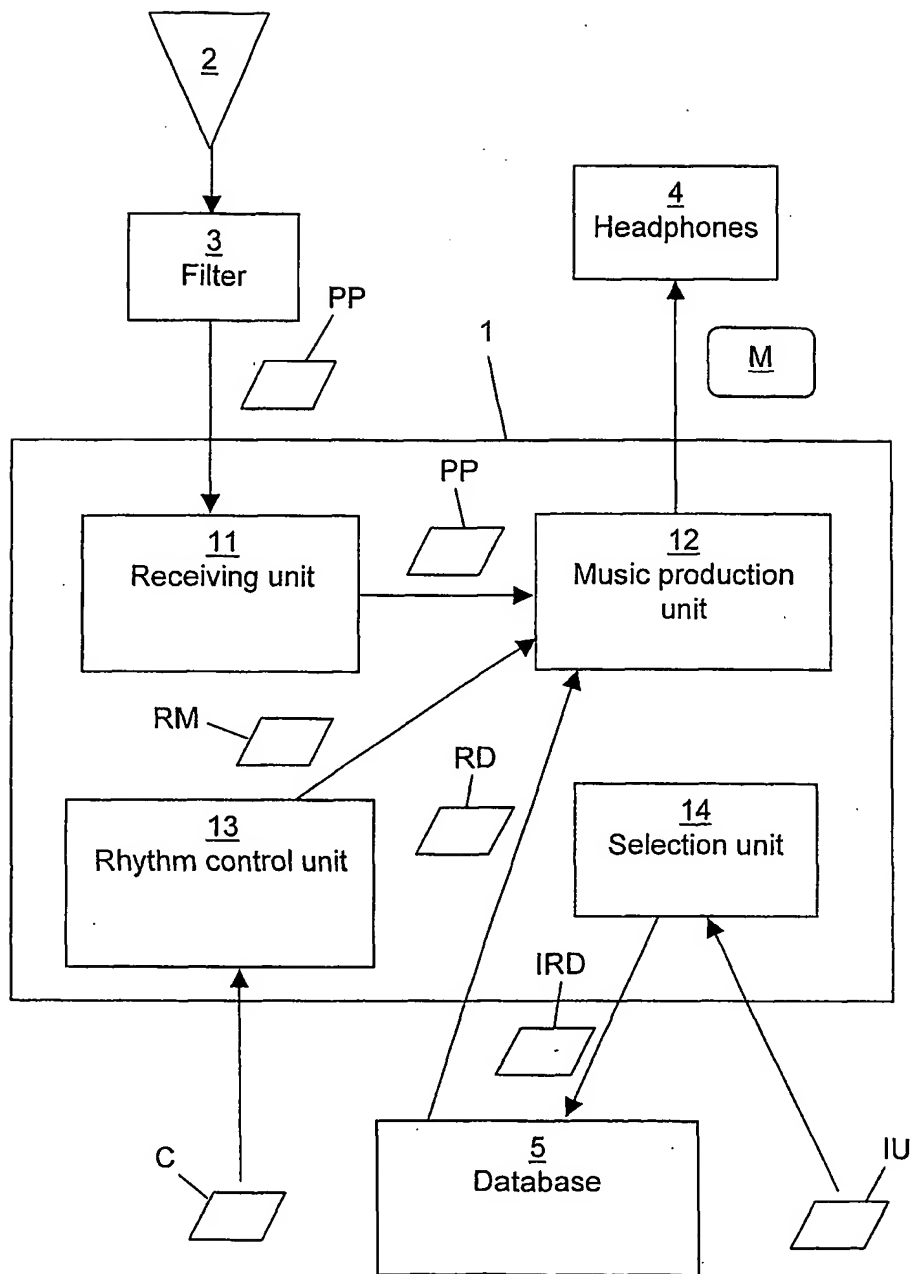 2
3
Filter
4
Headphones
PP
1
M
PP
11
Receiving unit
12
Music production
unit
RM
RD
13
Rhythm control unit
14
Selection unit
IRD
C
5
Database
IU